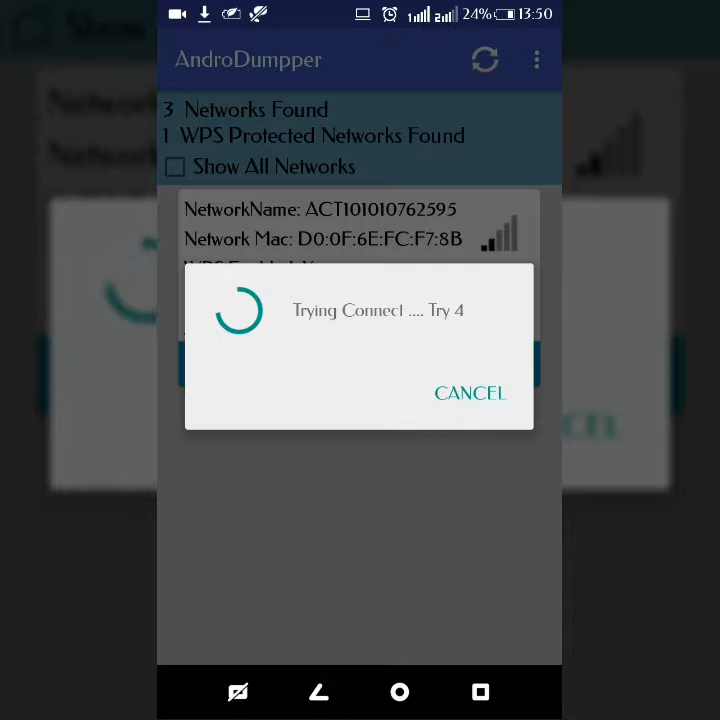 24% 13:50
AndroDumpper
3 Networks Found
1 WPS Protected Networks Found
Show All Networks
NetworkName: ACT101010762595
Network Mac: D0:0F:6E:FC:F7:8B
Trying Connect .... Try 4
CANCEL